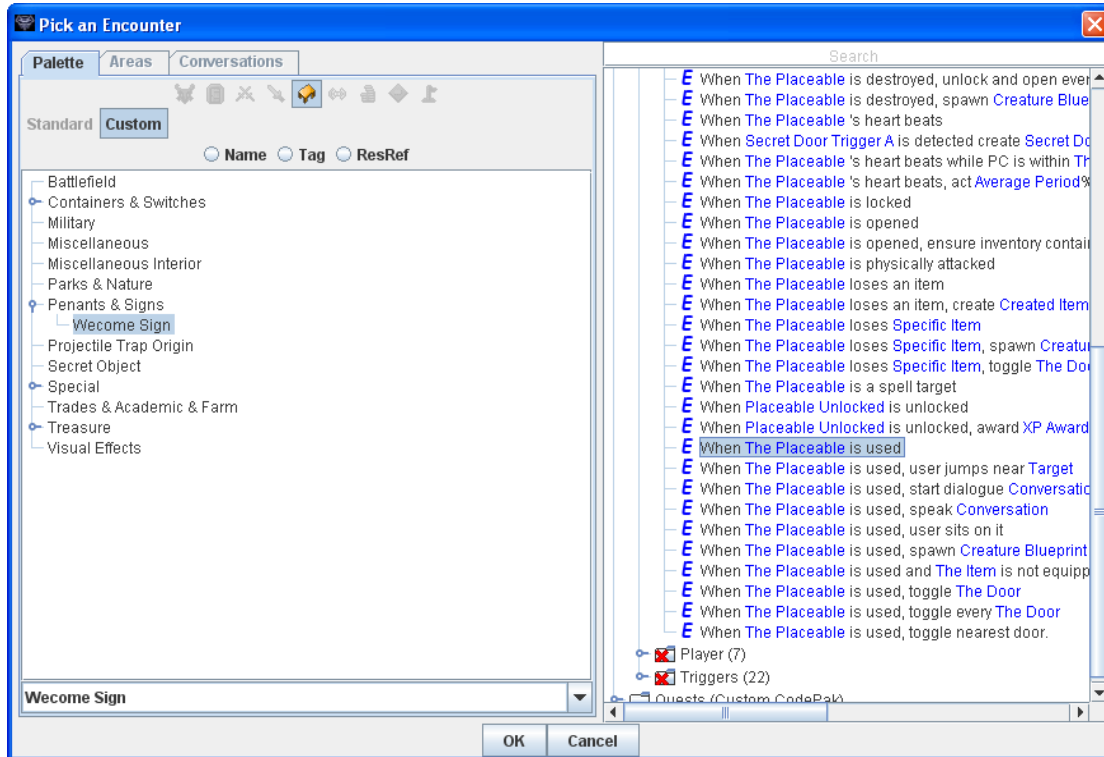 Pick an Encounter
Palette Areas Conversations
Standard Custom
Name Tag ResRef
Battlefield
Containers & Switches
Military
Miscellaneous
Miscellaneous Interior
Parks & Nature
Penants & Signs
Wecome Sign
Projectile Trap Origin
Secret Object
Special
Trades & Academic & Farm
Treasure
Visual Effects
Wecome Sign
Search
E When The Placeable is destroyed, unlock and open ever
E When The Placeable is destroyed, spawn Creature Blue
E When The Placeable 's heart beats
E When Secret Door Trigger A is detected create Secret Do
E When The Placeable 's heart beats while PC is within Th
E When The Placeable 's heart beats, act Average Period%
E When The Placeable is locked
E When The Placeable is opened
E When The Placeable is opened, ensure inventory contai
E When The Placeable is physically attacked
E When The Placeable loses an item
E When The Placeable loses an item, create Created Item
E When The Placeable loses Specific Item
E When The Placeable loses Specific Item, spawn Creatu
E When The Placeable loses Specific Item, toggle The Do
E When The Placeable is a spell target
E When Placeable Unlocked is unlocked
E When Placeable Unlocked is unlocked, award XP Award
E When The Placeable is used
E When The Placeable is used, user jumps near Target
E When The Placeable is used, start dialogue Conversatio
E When The Placeable is used, speak Conversation
E When The Placeable is used, user sits on it
E When The Placeable is used, spawn Creature Blueprint
E When The Placeable is used and The Item is not equipp
E When The Placeable is used, toggle The Door
E When The Placeable is used, toggle every The Door
E When The Placeable is used, toggle nearest door.
Player (7)
Triggers (22)
Quests (Custom CodePak)
OK Cancel